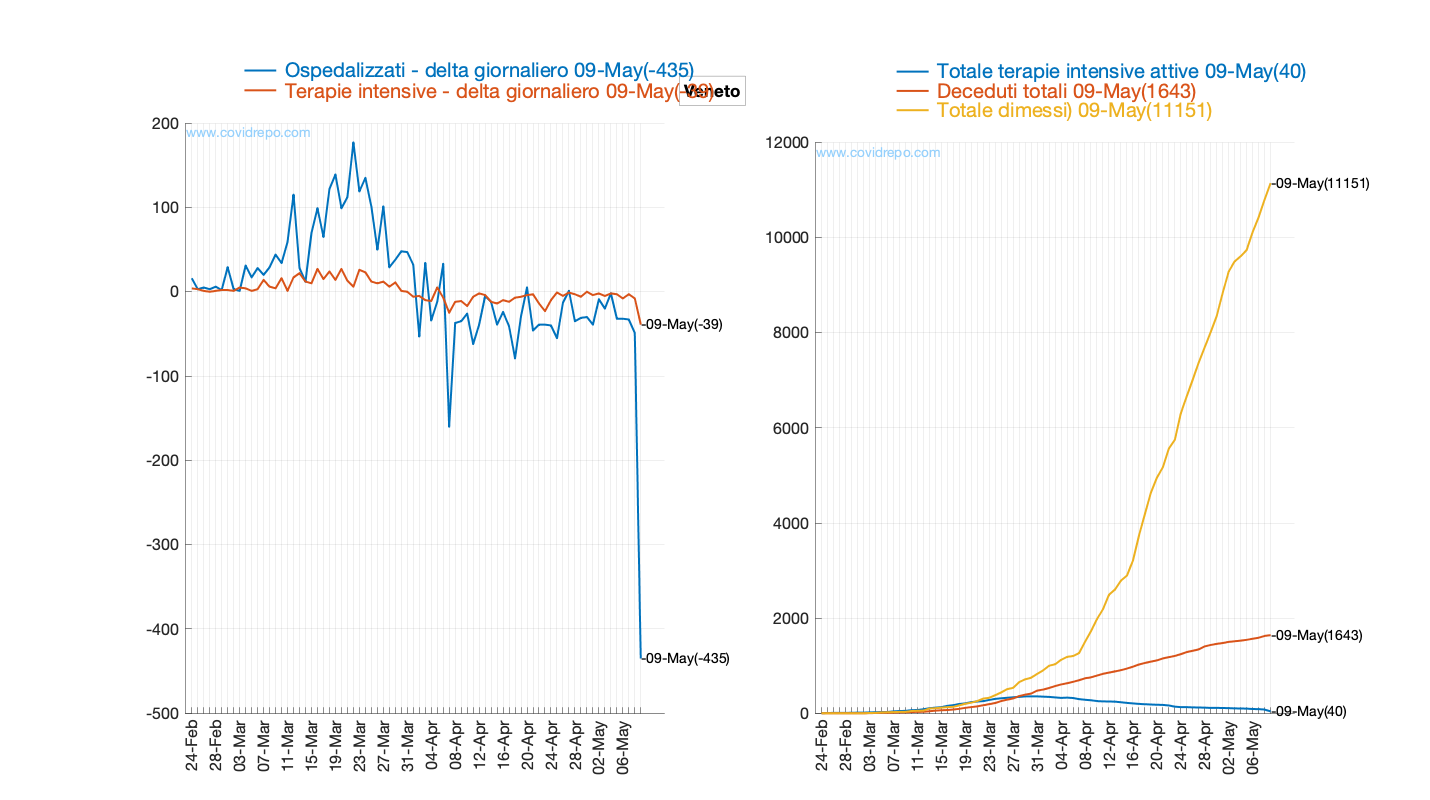 Ospedalizzati - delta giornaliero 09-May(-435)
Terapie intensive - delta giornaliero 09-May(-39)
Veneto
www.covidrepo.com
200
100
0
-100
-200
-300
-400
-500
-09-May(-39)
-09-May(-435)
24-Feb
28-Feb
03-Mar
07-Mar
11-Mar
15-Mar
19-Mar
23-Mar
27-Mar
31-Mar
04-Apr
08-Apr
12-Apr
16-Apr
20-Apr
24-Apr
28-Apr
02-May
06-May
Totale terapie intensive attive 09-May(40)
Deceduti totali 09-May(1643)
Totale dimessi) 09-May(11151)
www.covidrepo.com
12000
10000
8000
6000
4000
2000
0
-09-May(11151)
-09-May(1643)
-09-May(40)
24-Feb
28-Feb
03-Mar
07-Mar
11-Mar
15-Mar
19-Mar
23-Mar
27-Mar
31-Mar
04-Apr
08-Apr
12-Apr
16-Apr
20-Apr
24-Apr
28-Apr
02-May
06-May